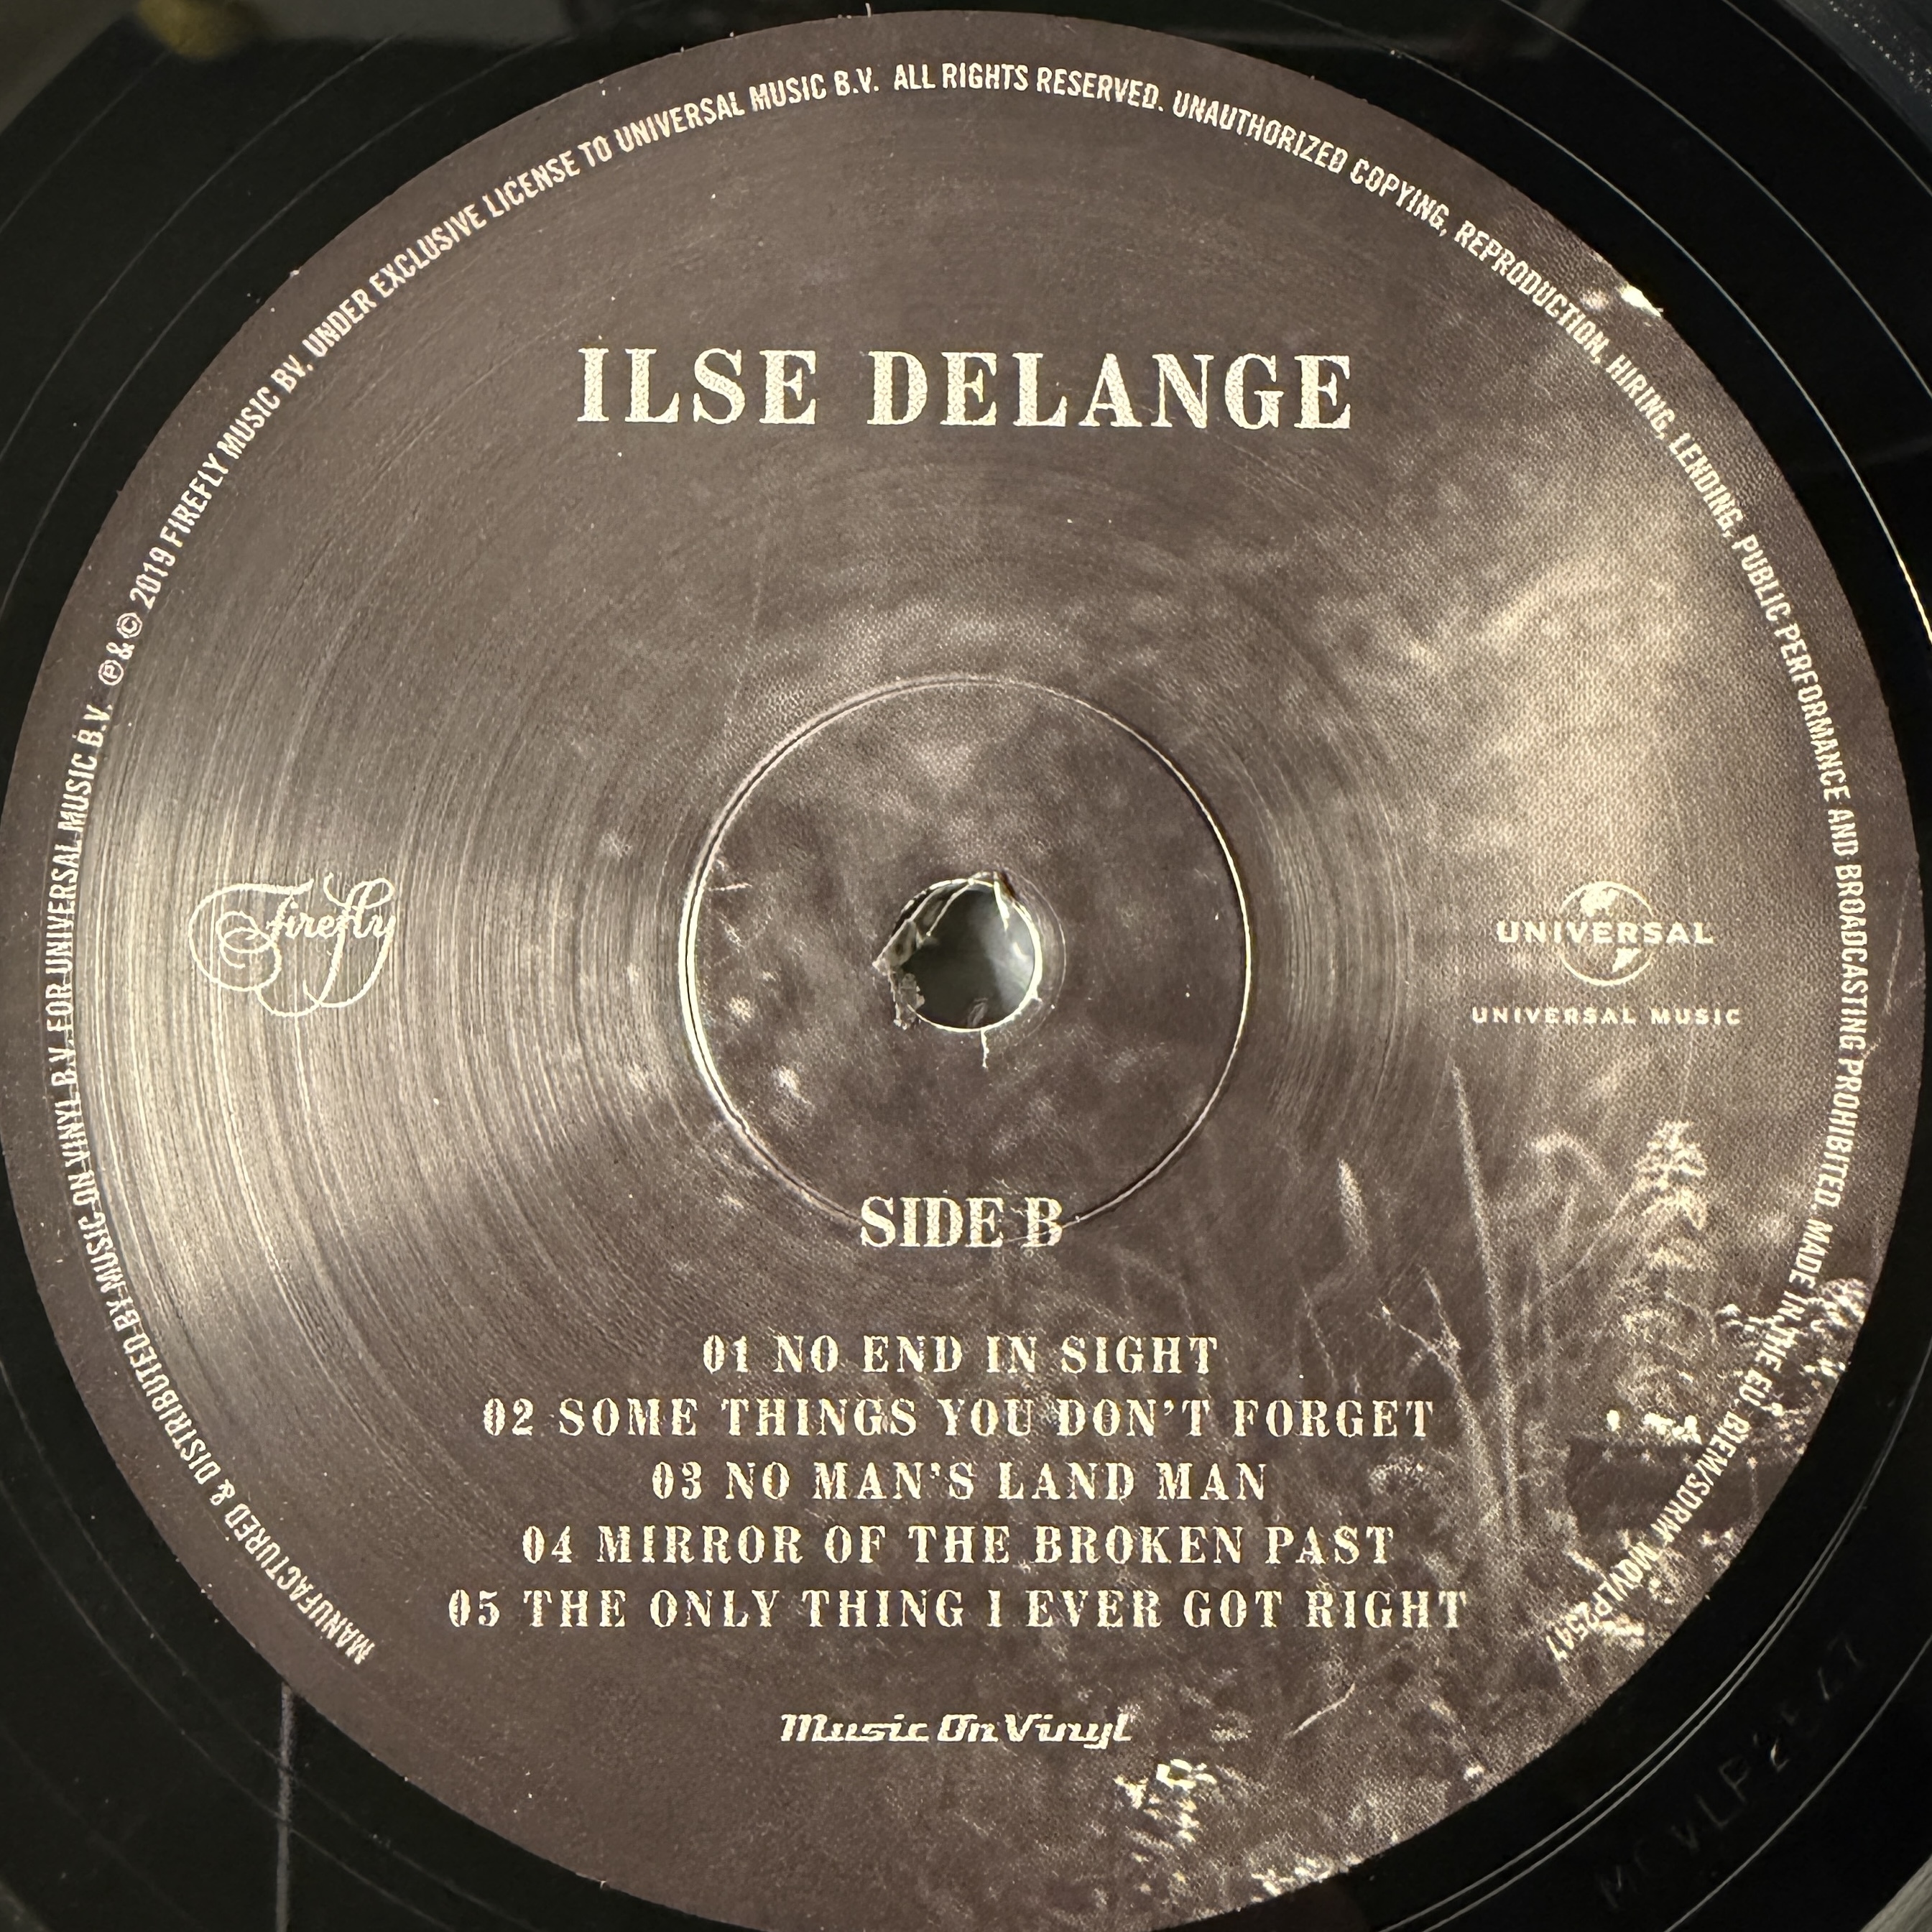 MANUFACTURED & DISTRIBUTED BY MUSIC ON VINYL B.V. FOR UNIVERSAL MUSIC B.V. ℗ & © 2019 FIREFLY MUSIC BV. UNDER EXCLUSIVE LICENSE TO UNIVERSAL MUSIC B.V. ALL RIGHTS RESERVED. UNAUTHORIZED COPYING, REPRODUCTION, HIRING, LENDING, PUBLIC PERFORMANCE AND BROADCASTING PROHIBITED. MADE IN THE EU. BIEM/SDRM MOVLP2547
ILSE DELANGE
Firefly
UNIVERSAL
UNIVERSAL MUSIC
SIDE B
01 NO END IN SIGHT
02 SOME THINGS YOU DON'T FORGET
03 NO MAN'S LAND MAN
04 MIRROR OF THE BROKEN PAST
05 THE ONLY THING I EVER GOT RIGHT
Music On Vinyl